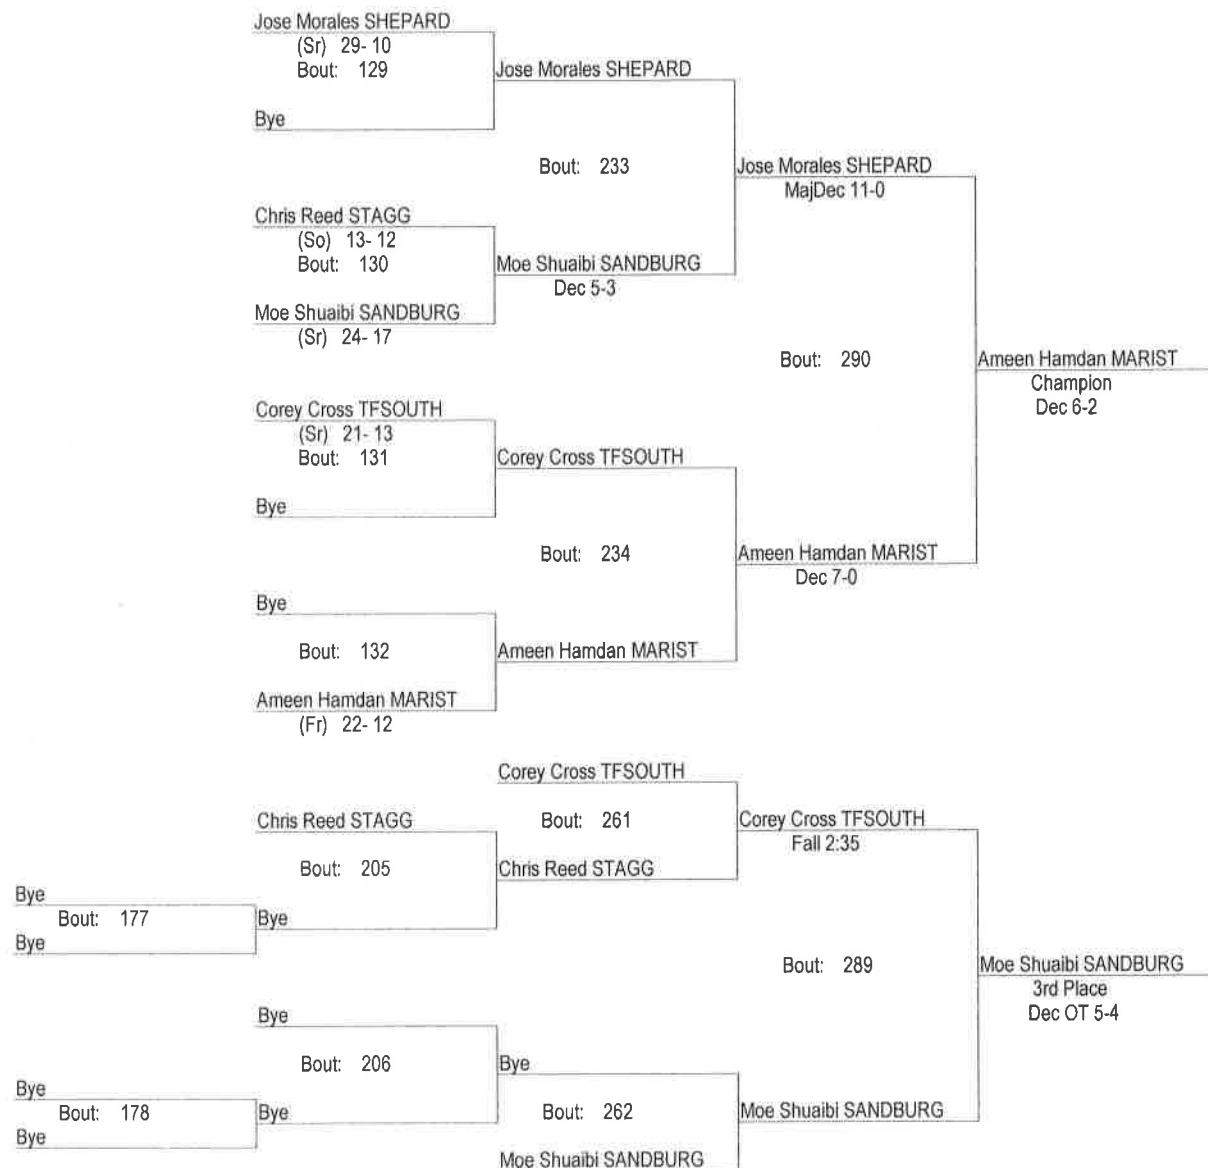 Jose Morales SHEPARD
(Sr) 29- 10
Bout: 129
Bye
Jose Morales SHEPARD
Bout: 233
Chris Reed STAGG
(So) 13- 12
Bout: 130
Moe Shuaibi SANDBURG
(Sr) 24- 17
Moe Shuaibi SANDBURG
Dec 5-3
Jose Morales SHEPARD
MajDec 11-0
Bout: 290
Ameen Hamdan MARIST
Champion
Dec 6-2
Corey Cross TFSOUTH
(Sr) 21- 13
Bout: 131
Bye
Corey Cross TFSOUTH
Bout: 234
Bye
Bout: 132
Ameen Hamdan MARIST
(Fr) 22- 12
Ameen Hamdan MARIST
Ameen Hamdan MARIST
Dec 7-0
Corey Cross TFSOUTH
Bout: 261
Chris Reed STAGG
Bout: 205
Chris Reed STAGG
Corey Cross TFSOUTH
Fall 2:35
Bye
Bout: 177
Bye
Bye
Bout: 289
Moe Shuaibi SANDBURG
3rd Place
Dec OT 5-4
Bye
Bout: 206
Bye
Bye
Bout: 178
Bye
Bye
Bout: 262
Moe Shuaibi SANDBURG
Moe Shuaibi SANDBURG